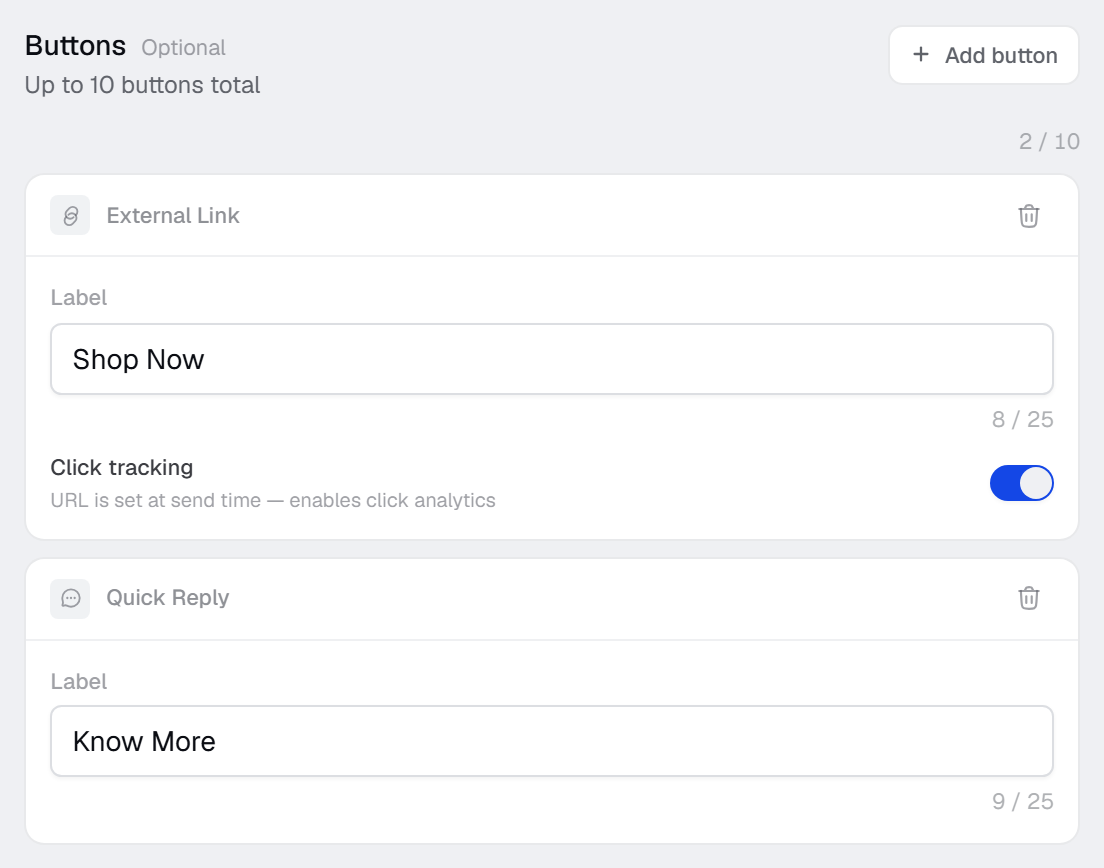 Buttons Optional
Up to 10 buttons total
+ Add button
2 / 10
External Link
Label
Shop Now
8 / 25
Click tracking
URL is set at send time — enables click analytics
Quick Reply
Label
Know More
9 / 25